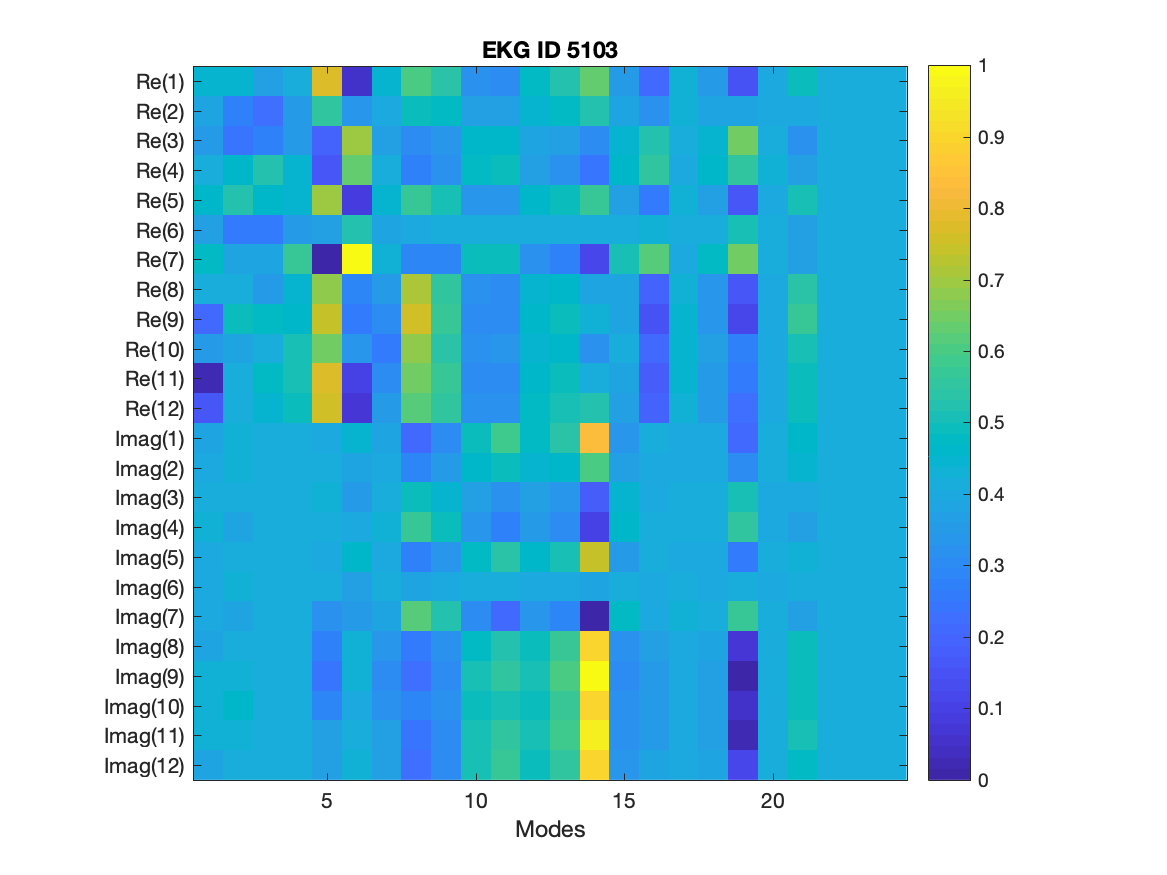 EKG ID 5103
Re(1)
Re(2)
Re(3)
Re(4)
Re(5)
Re(6)
Re(7)
Re(8)
Re(9)
Re(10)
Re(11)
Re(12)
Imag(1)
Imag(2)
Imag(3)
Imag(4)
Imag(5)
Imag(6)
Imag(7)
Imag(8)
Imag(9)
Imag(10)
Imag(11)
Imag(12)
5 10 15 20
Modes
1
0.9
0.8
0.7
0.6
0.5
0.4
0.3
0.2
0.1
0